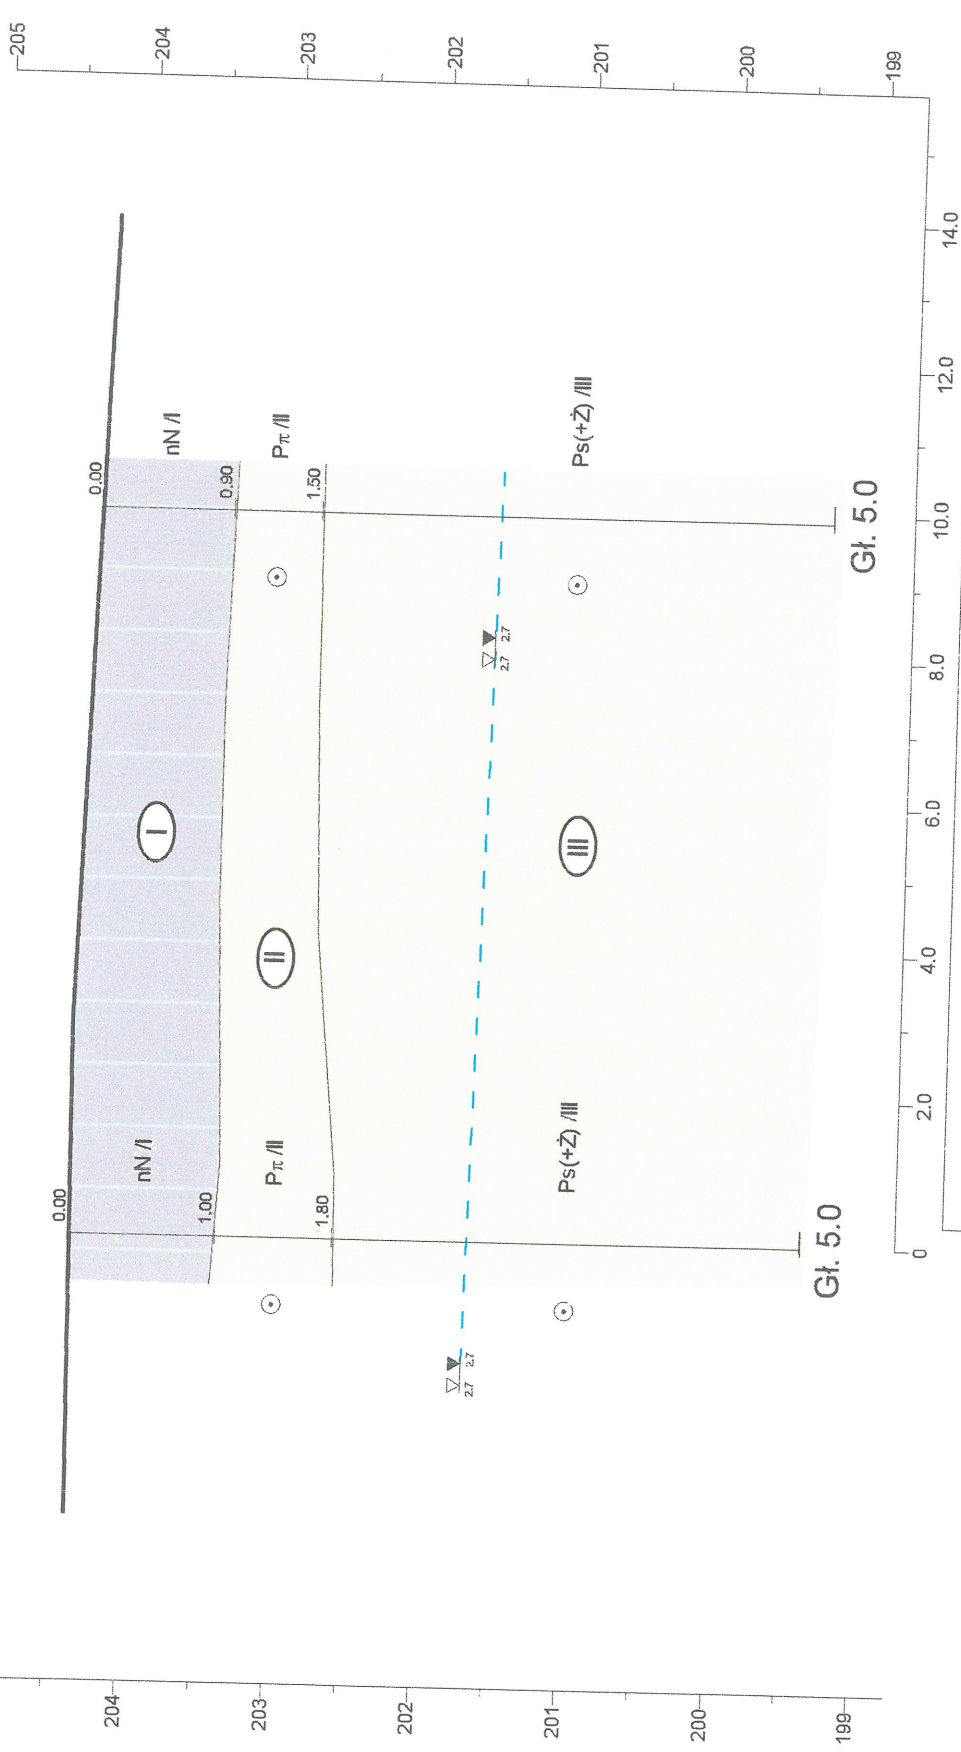 205
204
203
202
201
200
199
204
203
202
201
200
199
0.00
nN /I
1.00
Pπ /II
1.80
Ps(+Ż) /III
2.7
2.7
Gł. 5.0
I
II
III
0.00
nN /I
0.90
Pπ /II
1.50
Ps(+Ż) /III
2.7
2.7
Gł. 5.0
0
2.0
4.0
6.0
8.0
10.0
12.0
14.0